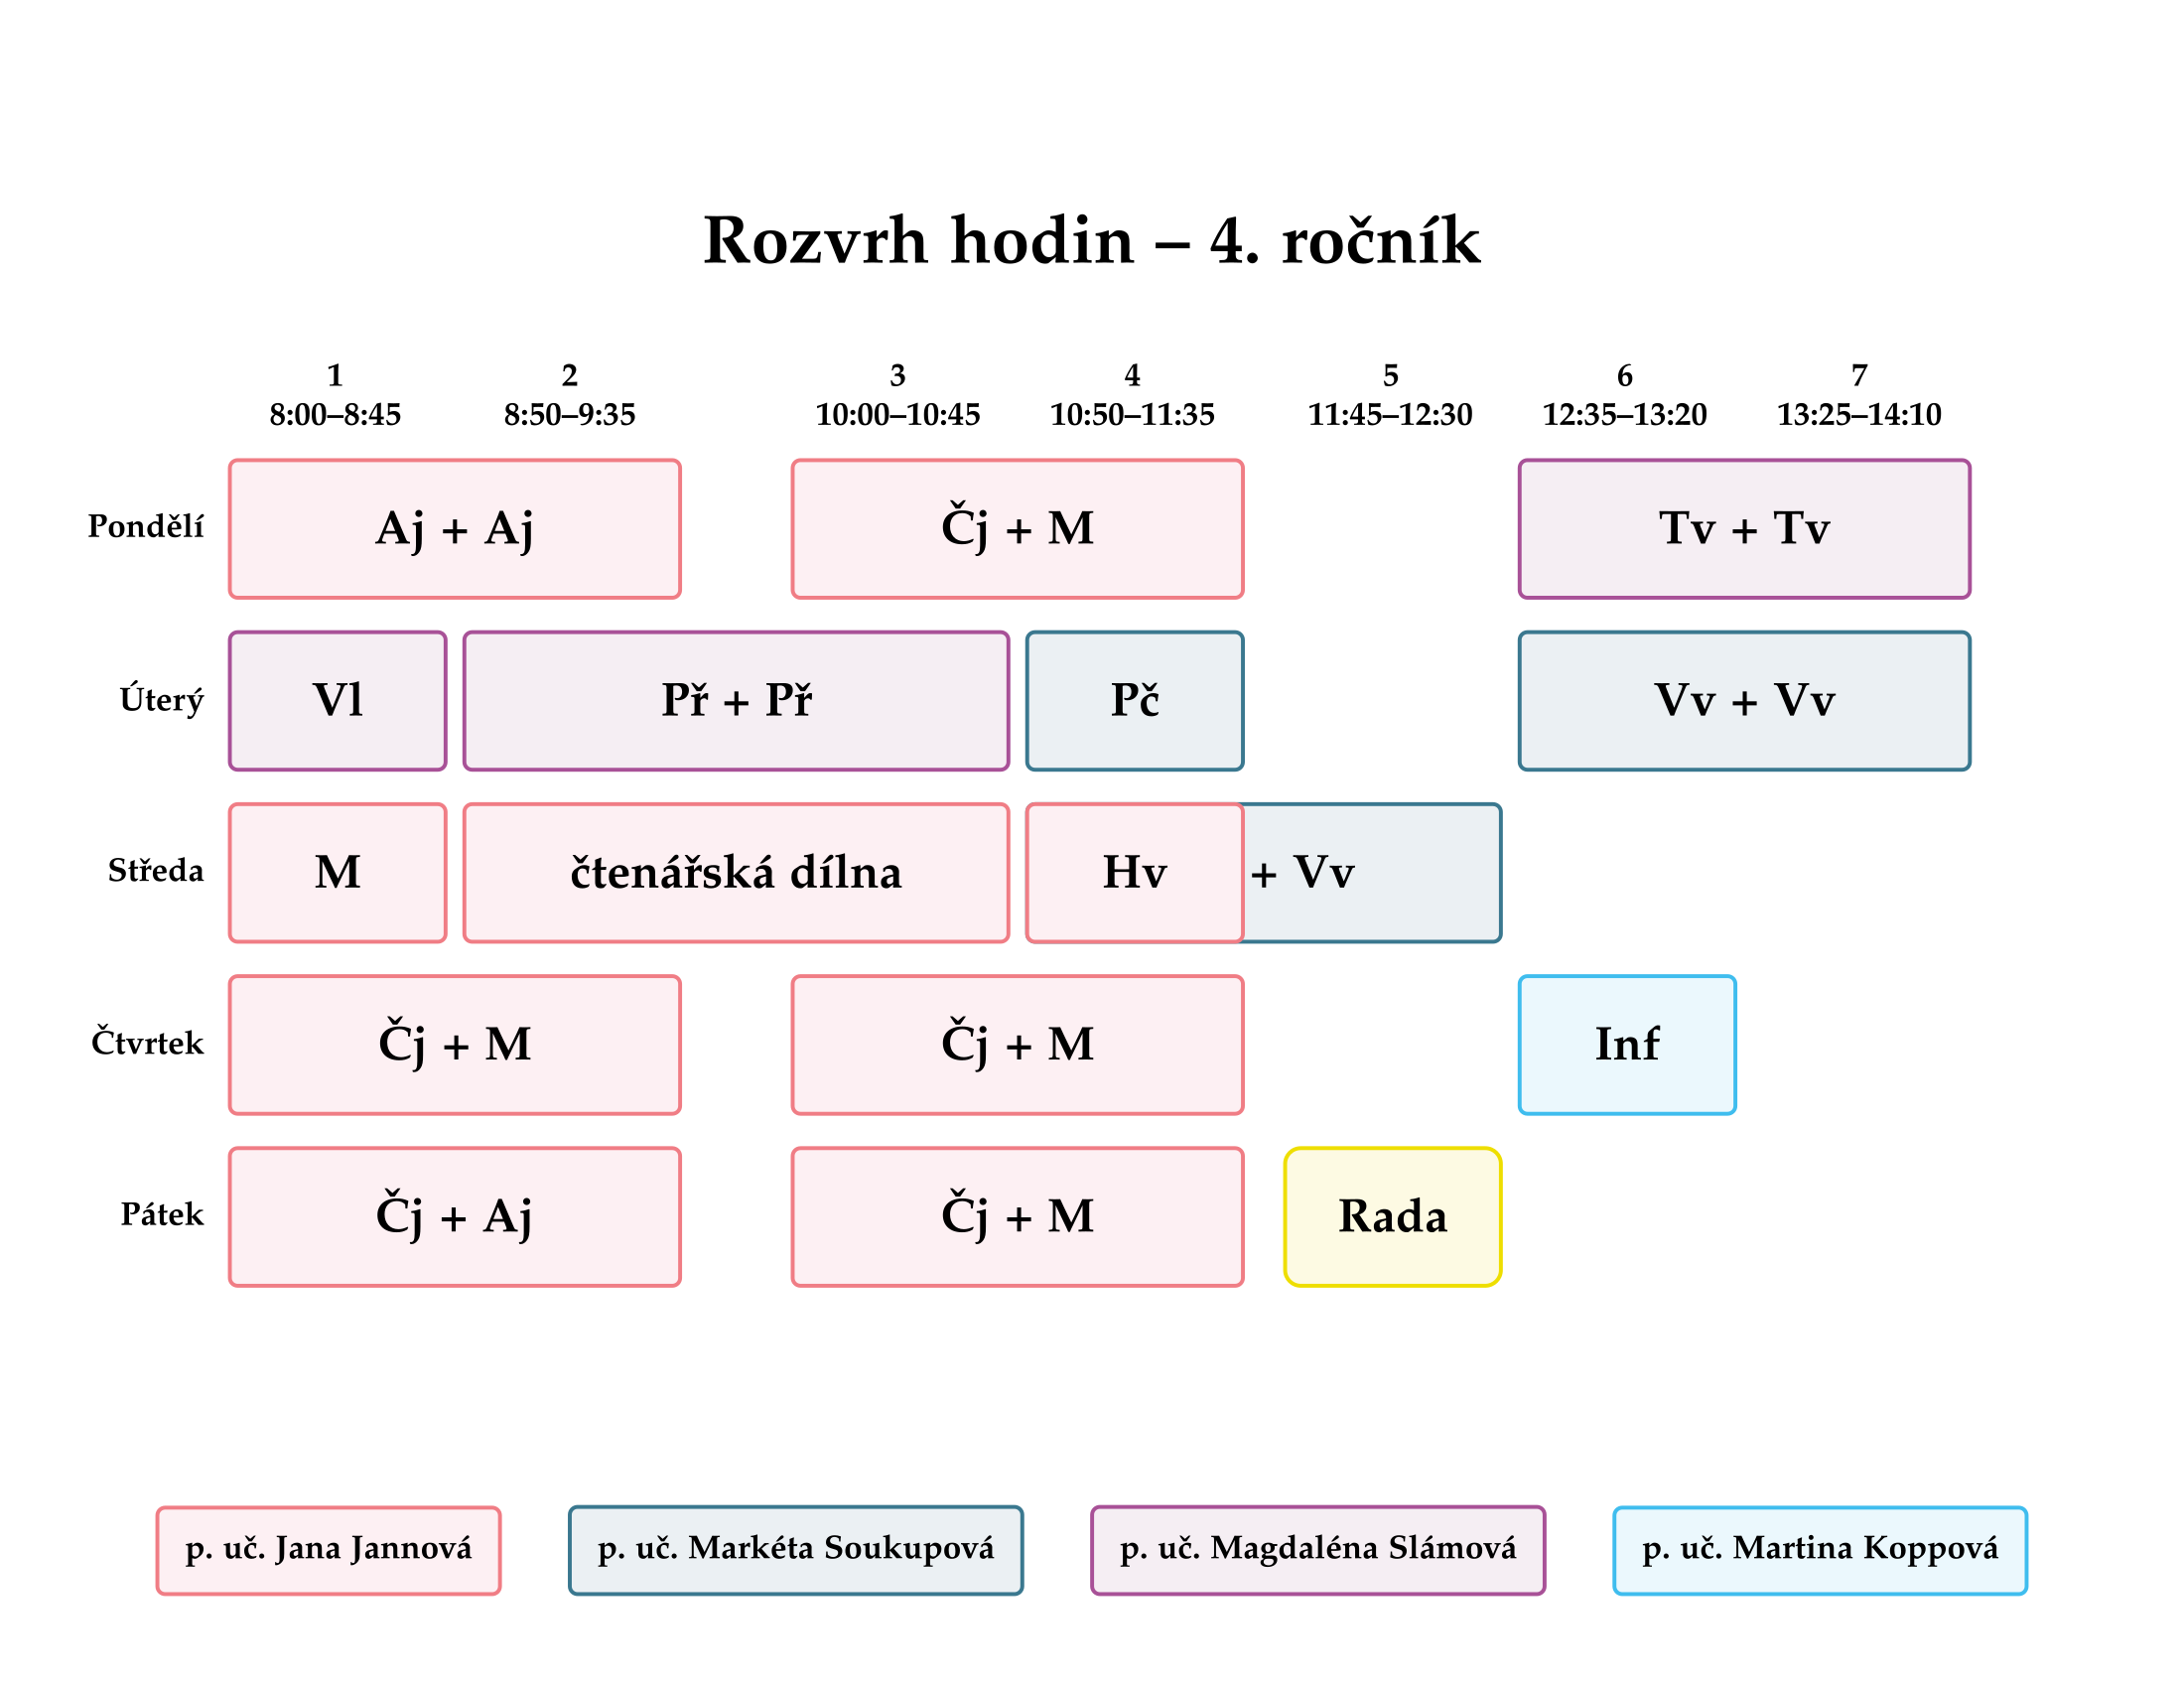 Rozvrh hodin – 4. ročník
1 2 3 4 5 6 7
8:00–8:45 8:50–9:35 10:00–10:45 10:50–11:35 11:45–12:30 12:35–13:20 13:25–14:10
Pondělí Aj + Aj Čj + M Tv + Tv
Úterý Vl Př + Př Pč Vv + Vv
Středa M čtenářská dílna Hv + Vv
Čtvrtek Čj + M Čj + M Inf
Pátek Čj + Aj Čj + M Rada
p. uč. Jana Jannová p. uč. Markéta Soukupová p. uč. Magdaléna Slámová p. uč. Martina Koppová